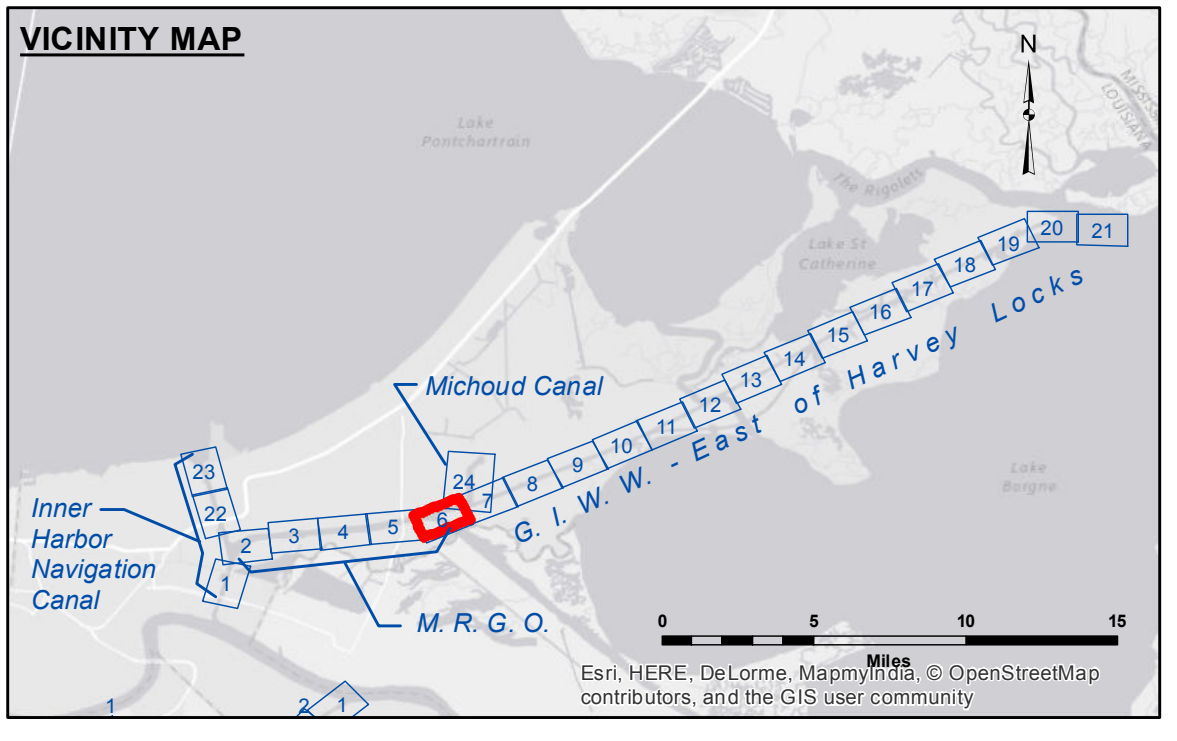 VICINITY MAP
N
MISSISS
LOUISIANA
Lake
Pontchartrain
The Rigolets
Lake St
Catherine
20
21
19
18
17
16
15
14
13
12
11
10
9
8
7
24
6
5
4
3
2
23
22
1
G. I. W. W. - East of Harvey Locks
Michoud Canal
Lake
Borgne
Inner
Harbor
Navigation
Canal
M. R. G. O.
0 5 10 15
Miles
Esri, HERE, DeLorme, MapmyIndia, © OpenStreetMap
contributors, and the GIS user community
1
2
1